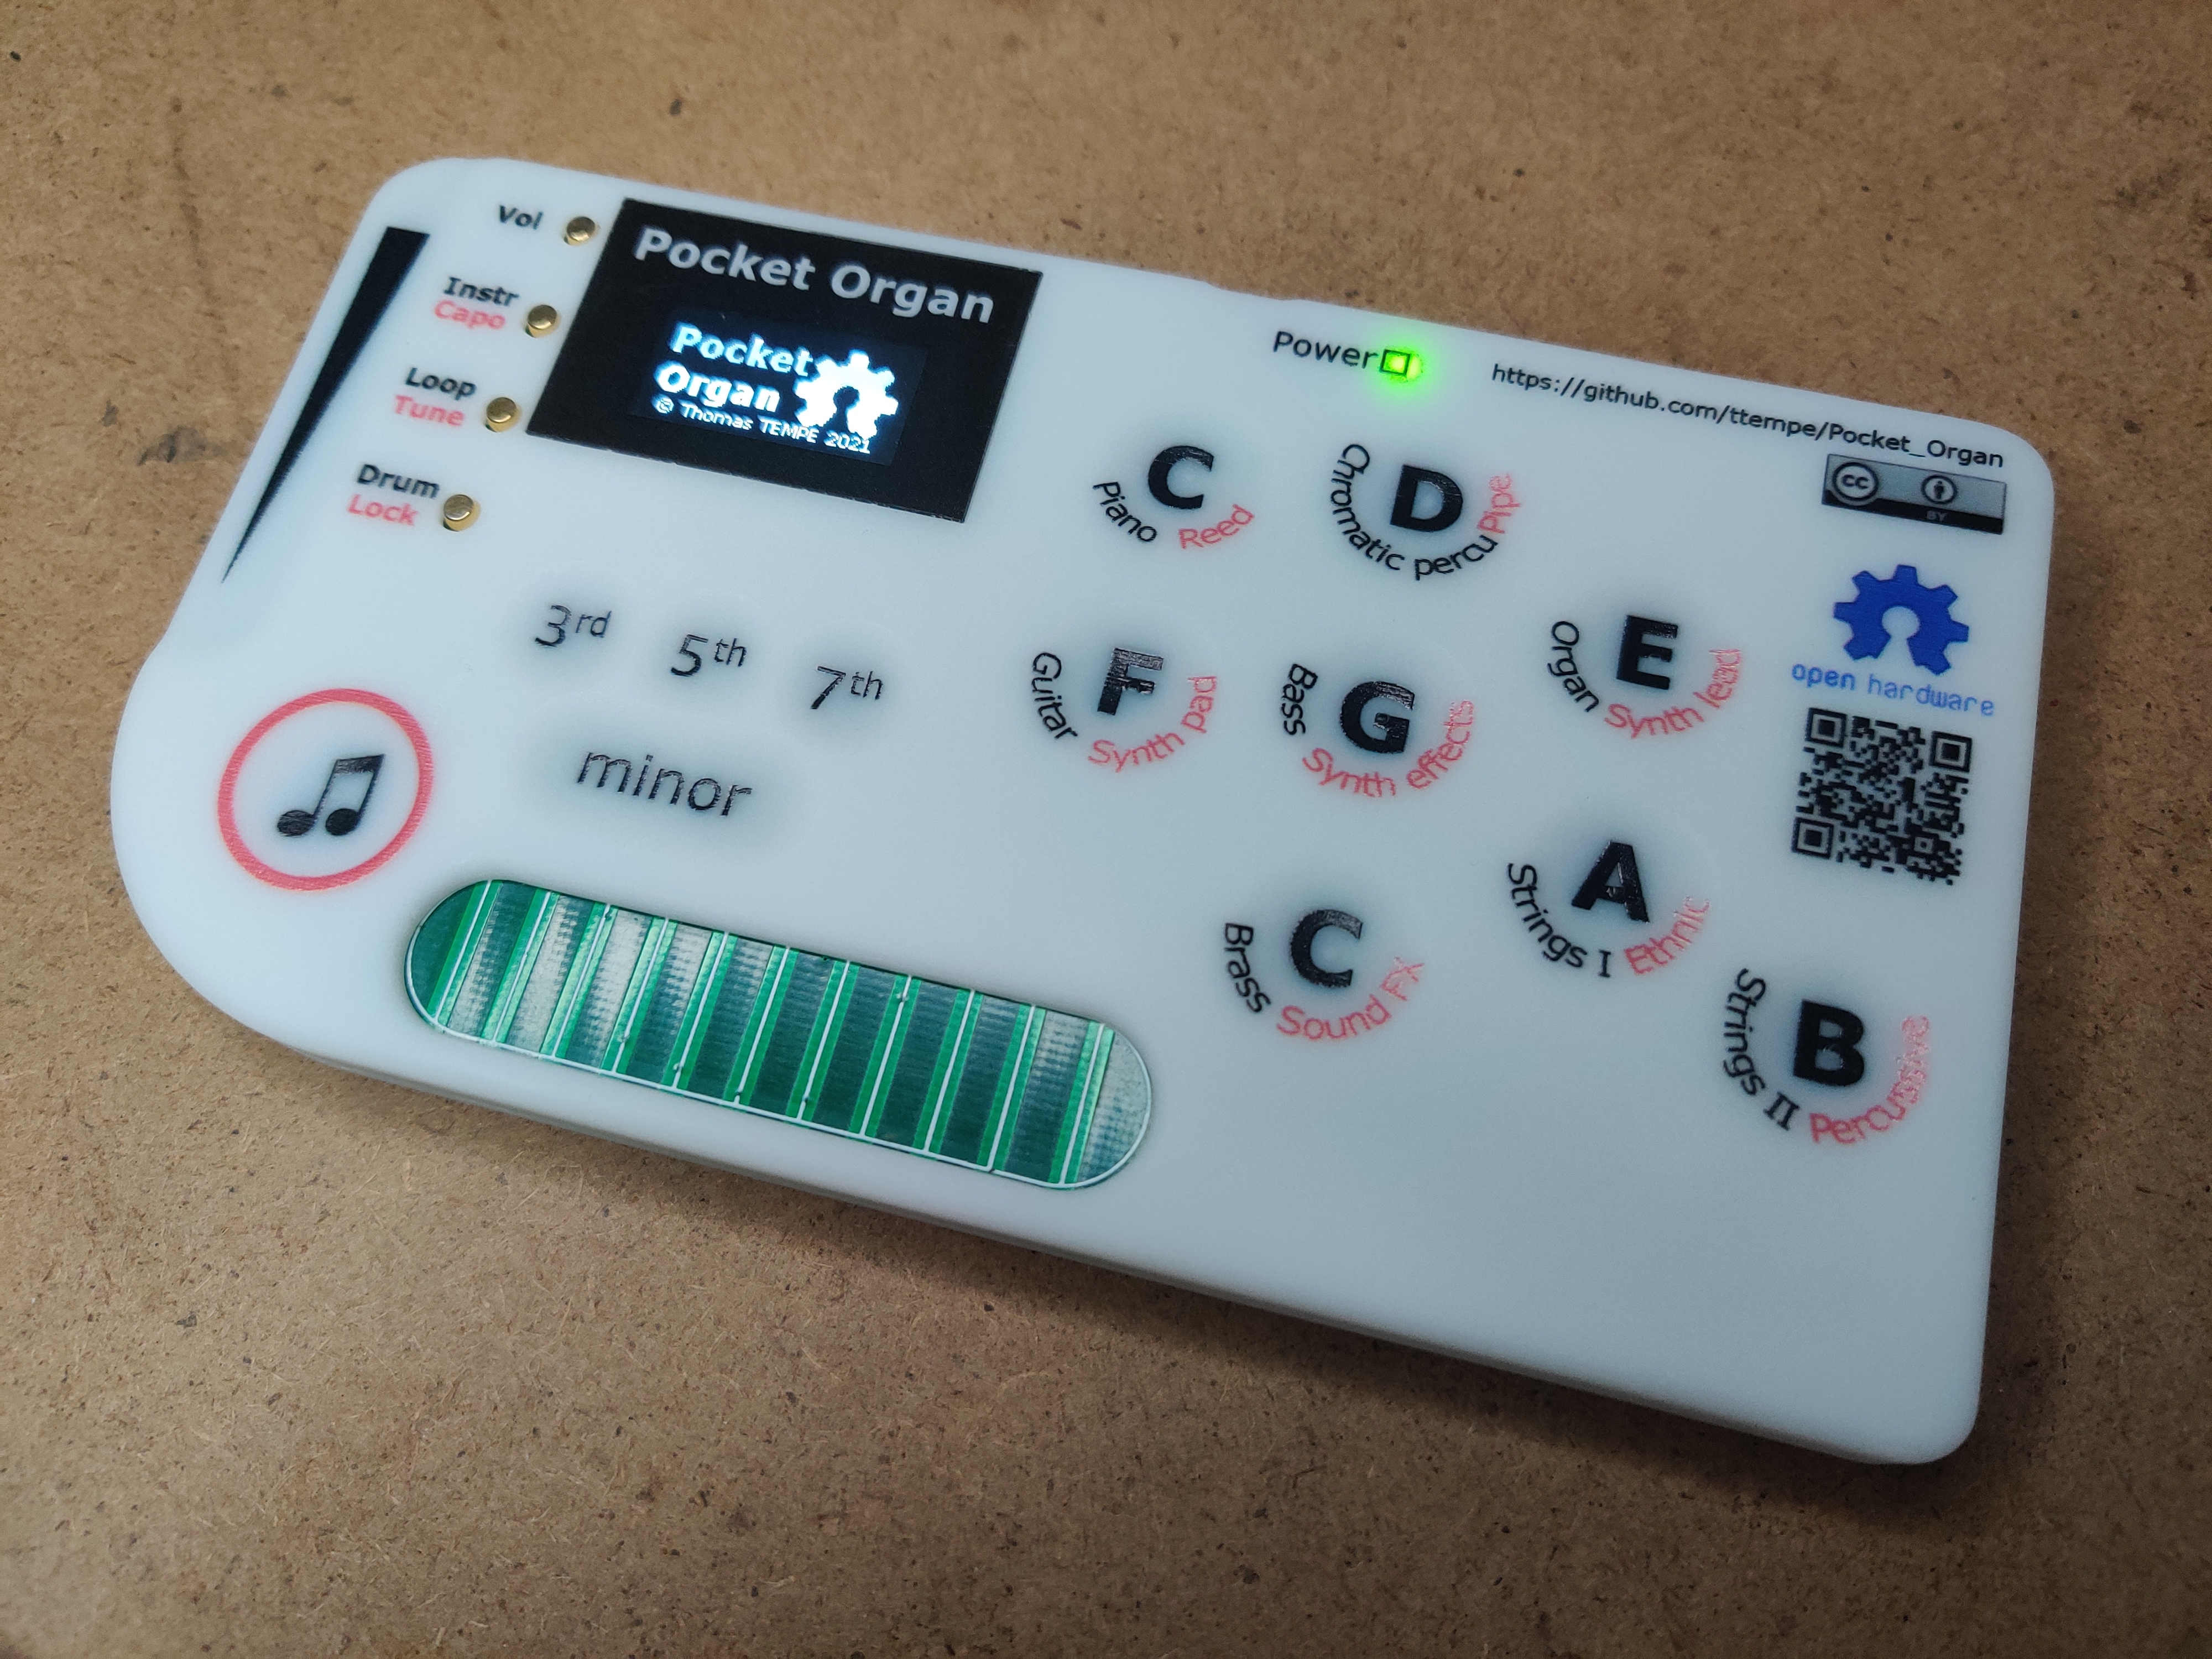 Vol
Instr
Capo
Loop
Tune
Drum
Lock
Pocket Organ
Pocket
Organ
© Thomas TEMPE 2021
Power
https://github.com/ttempe/Pocket_Organ
cc
BY
open hardware
3rd
5th
7th
minor
C
Piano Reed
D
Chromatic percu Pipe
E
Organ Synth lead
F
Guitar Synth pad
G
Bass Synth effects
A
Strings I Ethnic
B
Strings II Percussive
C
Brass Sound FX